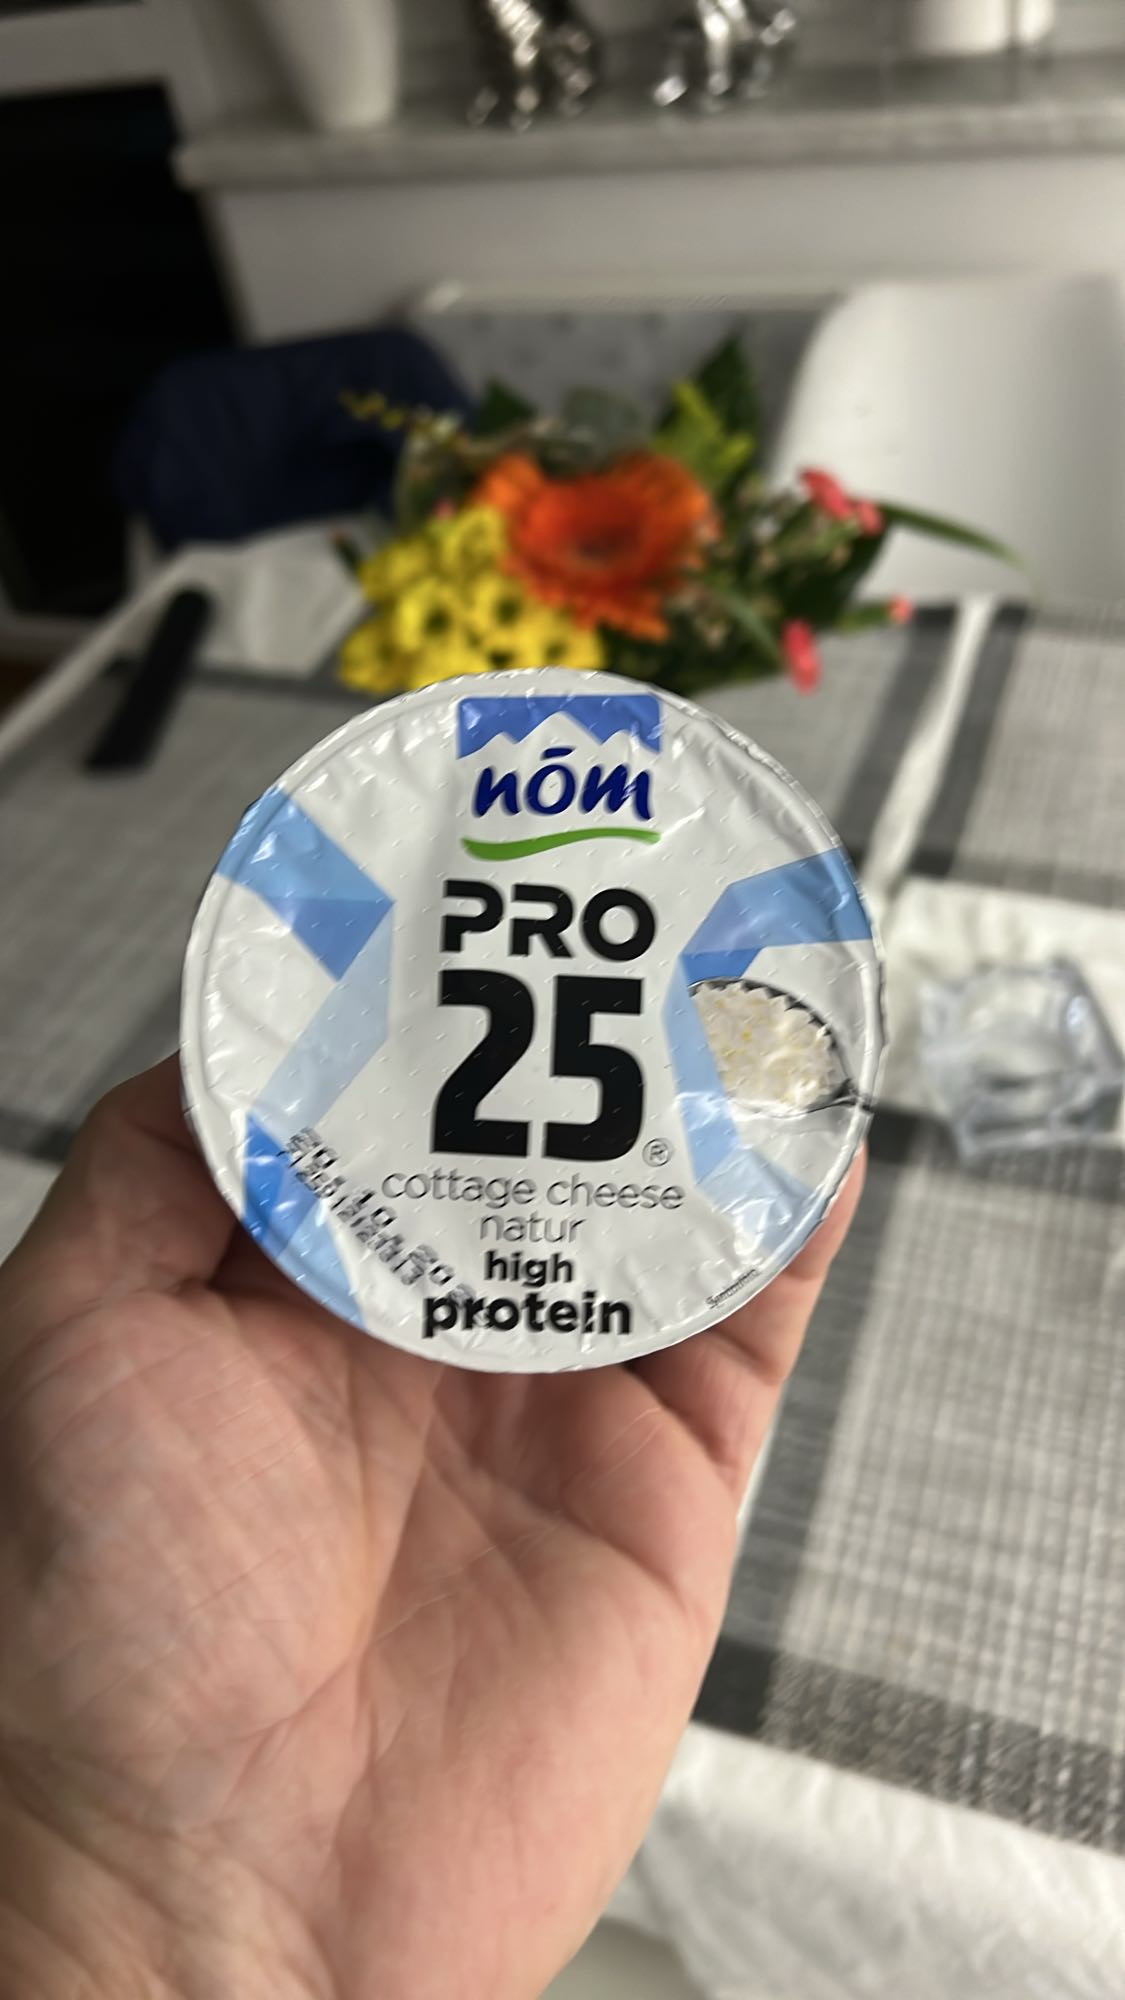 nōm
PRO
25®
cottage cheese
natur
high
protein